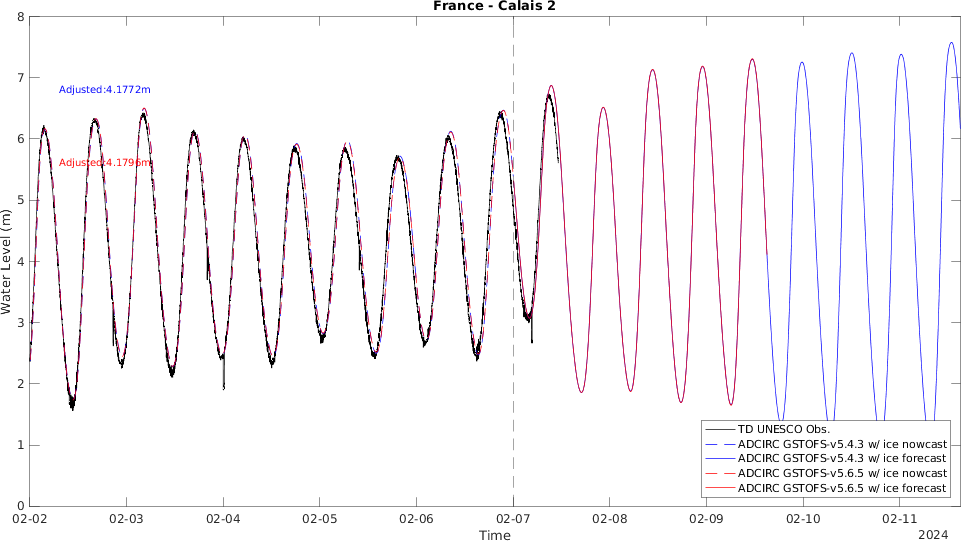 France - Calais 2
8
7
6
5
4
3
2
1
0
Water Level (m)
Adjusted:4.1772m
Adjusted:4.1796m
TD UNESCO Obs.
ADCIRC GSTOFS-v5.4.3 w/ ice nowcast
ADCIRC GSTOFS-v5.4.3 w/ ice forecast
ADCIRC GSTOFS-v5.6.5 w/ ice nowcast
ADCIRC GSTOFS-v5.6.5 w/ ice forecast
02-02 02-03 02-04 02-05 02-06 02-07 02-08 02-09 02-10 02-11
Time
2024